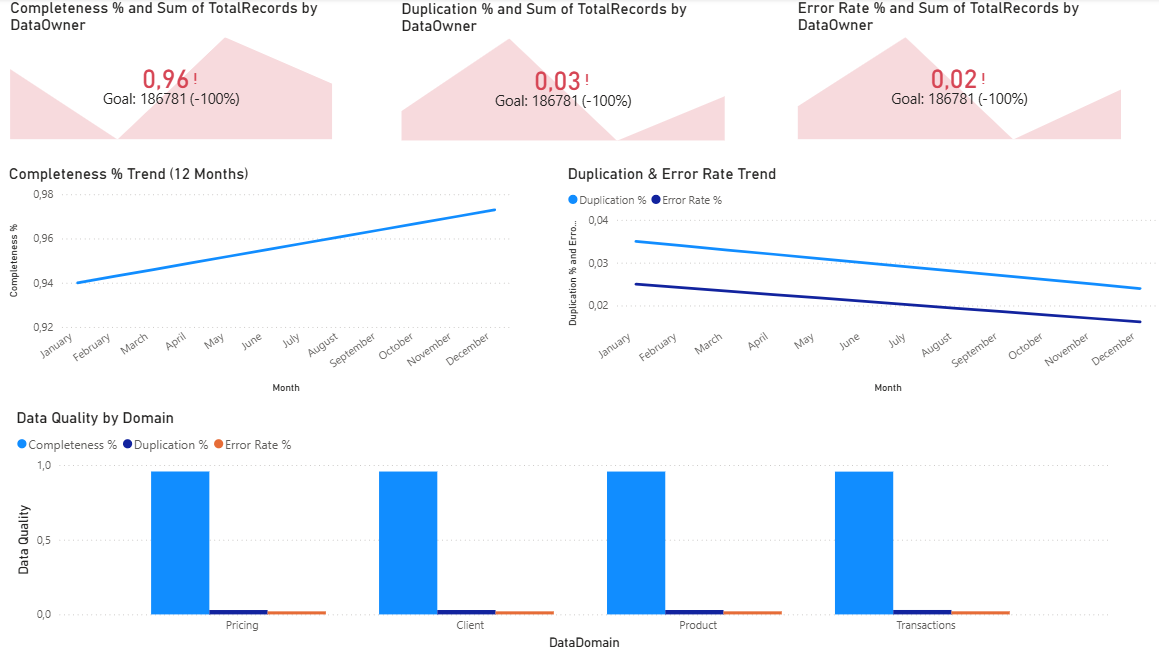 Completeness % and Sum of TotalRecords by
DataOwner
0,96 !
Goal: 186781 (-100%)
Duplication % and Sum of TotalRecords by
DataOwner
0,03 !
Goal: 186781 (-100%)
Error Rate % and Sum of TotalRecords by
DataOwner
0,02 !
Goal: 186781 (-100%)
Completeness % Trend (12 Months)
Completeness %
0,98
0,96
0,94
0,92
January
February
March
April
May
June
July
August
September
October
November
December
Month
Duplication & Error Rate Trend
Duplication %
Error Rate %
Duplication % and Erro...
0,04
0,03
0,02
January
February
March
April
May
June
July
August
September
October
November
December
Month
Data Quality by Domain
Completeness %
Duplication %
Error Rate %
Data Quality
1,0
0,5
0,0
Pricing
Client
Product
Transactions
DataDomain